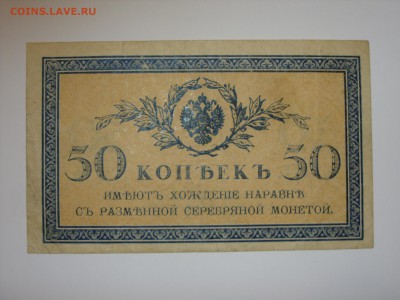 COINS.LAVE.RU
50 КОПѢЕКЪ 50
ИМѢЮТЪ ХОЖДЕНІЕ НАРАВНѢ
СЪ РАЗМѢННОЙ СЕРЕБРЯНОЙ МОНЕТОЙ.